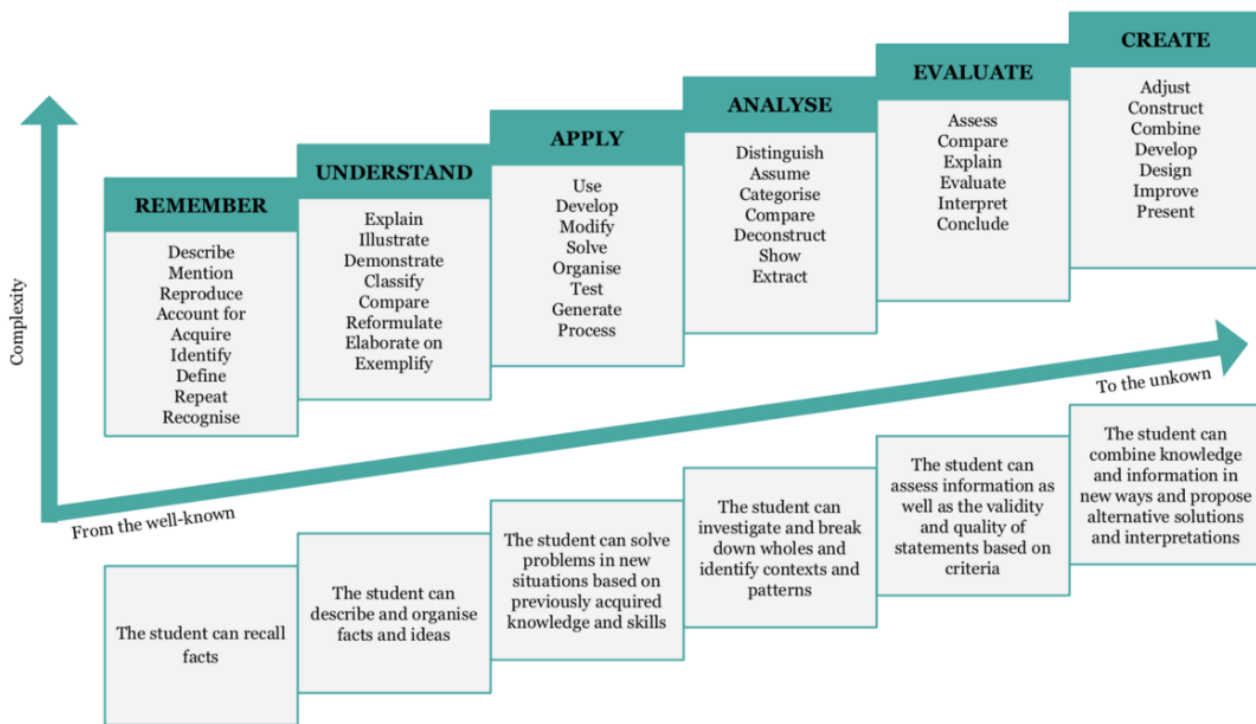 REMEMBER
Describe
Mention
Reproduce
Account for
Acquire
Identify
Define
Repeat
Recognise
UNDERSTAND
Explain
Illustrate
Demonstrate
Classify
Compare
Reformulate
Elaborate on
Exemplify
APPLY
Use
Develop
Modify
Solve
Organise
Test
Generate
Process
ANALYSE
Distinguish
Assume
Categorise
Compare
Deconstruct
Show
Extract
EVALUATE
Assess
Compare
Explain
Evaluate
Interpret
Conclude
CREATE
Adjust
Construct
Combine
Develop
Design
Improve
Present
Complexity
From the well-known
To the unkown
The student can recall
facts
The student can
describe and organise
facts and ideas
The student can solve
problems in new
situations based on
previously acquired
knowledge and skills
The student can
investigate and break
down wholes and
identify contexts and
patterns
The student can
assess information as
well as the validity
and quality of
statements based on
criteria
The student can
combine knowledge
and information in
new ways and propose
alternative solutions
and interpretations